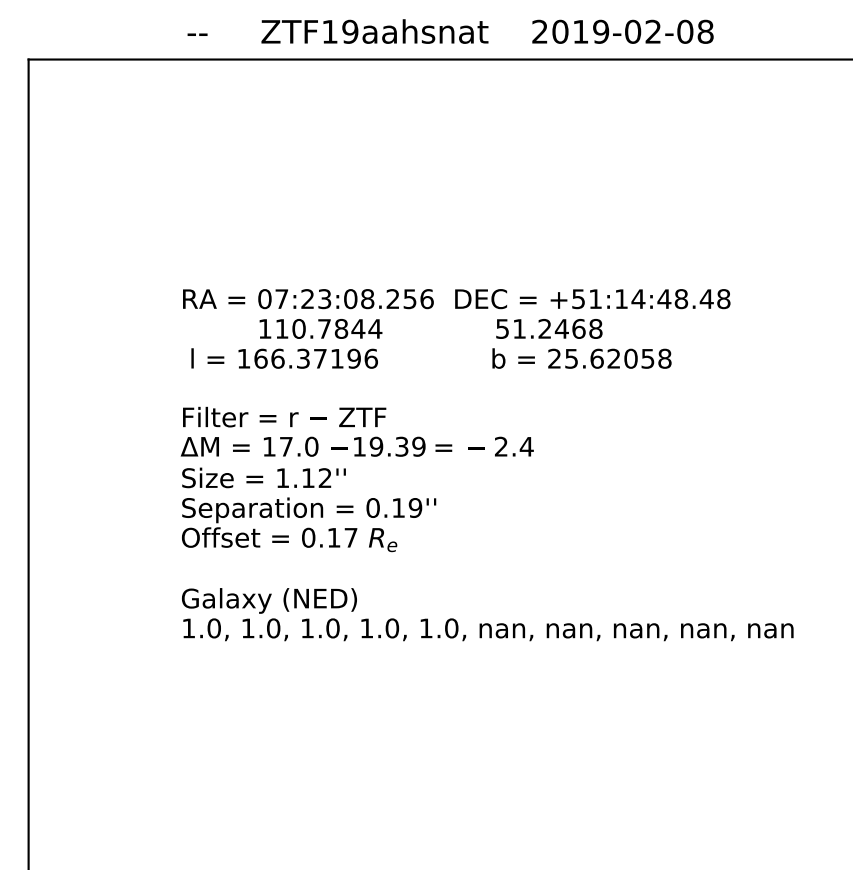 -- ZTF19aahsnat 2019-02-08
RA = 07:23:08.256 DEC = +51:14:48.48
110.7844 51.2468
l = 166.37196 b = 25.62058
Filter = r − ZTF
ΔM = 17.0 −19.39 = − 2.4
Size = 1.12''
Separation = 0.19''
Offset = 0.17 Rₑ
Galaxy (NED)
1.0, 1.0, 1.0, 1.0, 1.0, nan, nan, nan, nan, nan